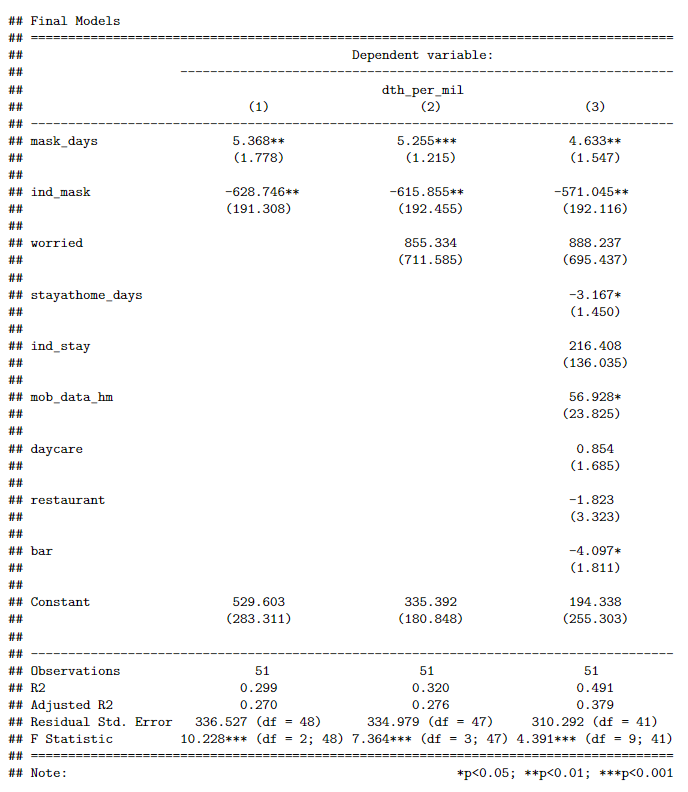 ## Final Models
## ======================================================================================
##                                        Dependent variable:
##                     ------------------------------------------------------------------
##                                            dth_per_mil
##                              (1)                    (2)                   (3)
## --------------------------------------------------------------------------------------
## mask_days                  5.368**               5.255***               4.633**
##                            (1.778)                (1.215)               (1.547)
##
## ind_mask                 -628.746**             -615.855**            -571.045**
##                           (191.308)              (192.455)             (192.116)
##
## worried                                           855.334               888.237
##                                                  (711.585)             (695.437)
##
## stayathome_days                                                         -3.167*
##                                                                         (1.450)
##
## ind_stay                                                                216.408
##                                                                        (136.035)
##
## mob_data_hm                                                             56.928*
##                                                                        (23.825)
##
## daycare                                                                  0.854
##                                                                         (1.685)
##
## restaurant                                                              -1.823
##                                                                         (3.323)
##
## bar                                                                     -4.097*
##                                                                         (1.811)
##
## Constant                   529.603                335.392               194.338
##                           (283.311)              (180.848)             (255.303)
##
## --------------------------------------------------------------------------------------
## Observations                 51                     51                    51
## R2                          0.299                  0.320                 0.491
## Adjusted R2                 0.270                  0.276                 0.379
## Residual Std. Error   336.527 (df = 48)      334.979 (df = 47)     310.292 (df = 41)
## F Statistic         10.228*** (df = 2; 48) 7.364*** (df = 3; 47) 4.391*** (df = 9; 41)
## ======================================================================================
## Note:                                                    *p<0.05; **p<0.01; ***p<0.001